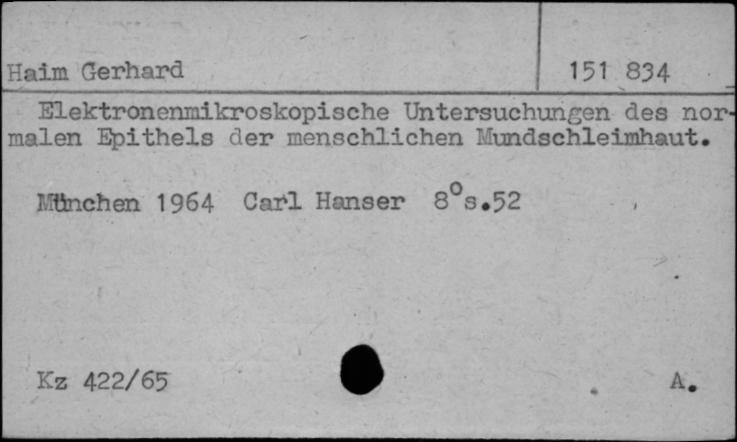 Haim Gerhard 151 834
Elektronenmikroskopische Untersuchungen des nor-
malen Epithels der menschlichen Mundschleimhaut.
München 1964 Carl Hanser 8° s.52
Kz 422/65 A.